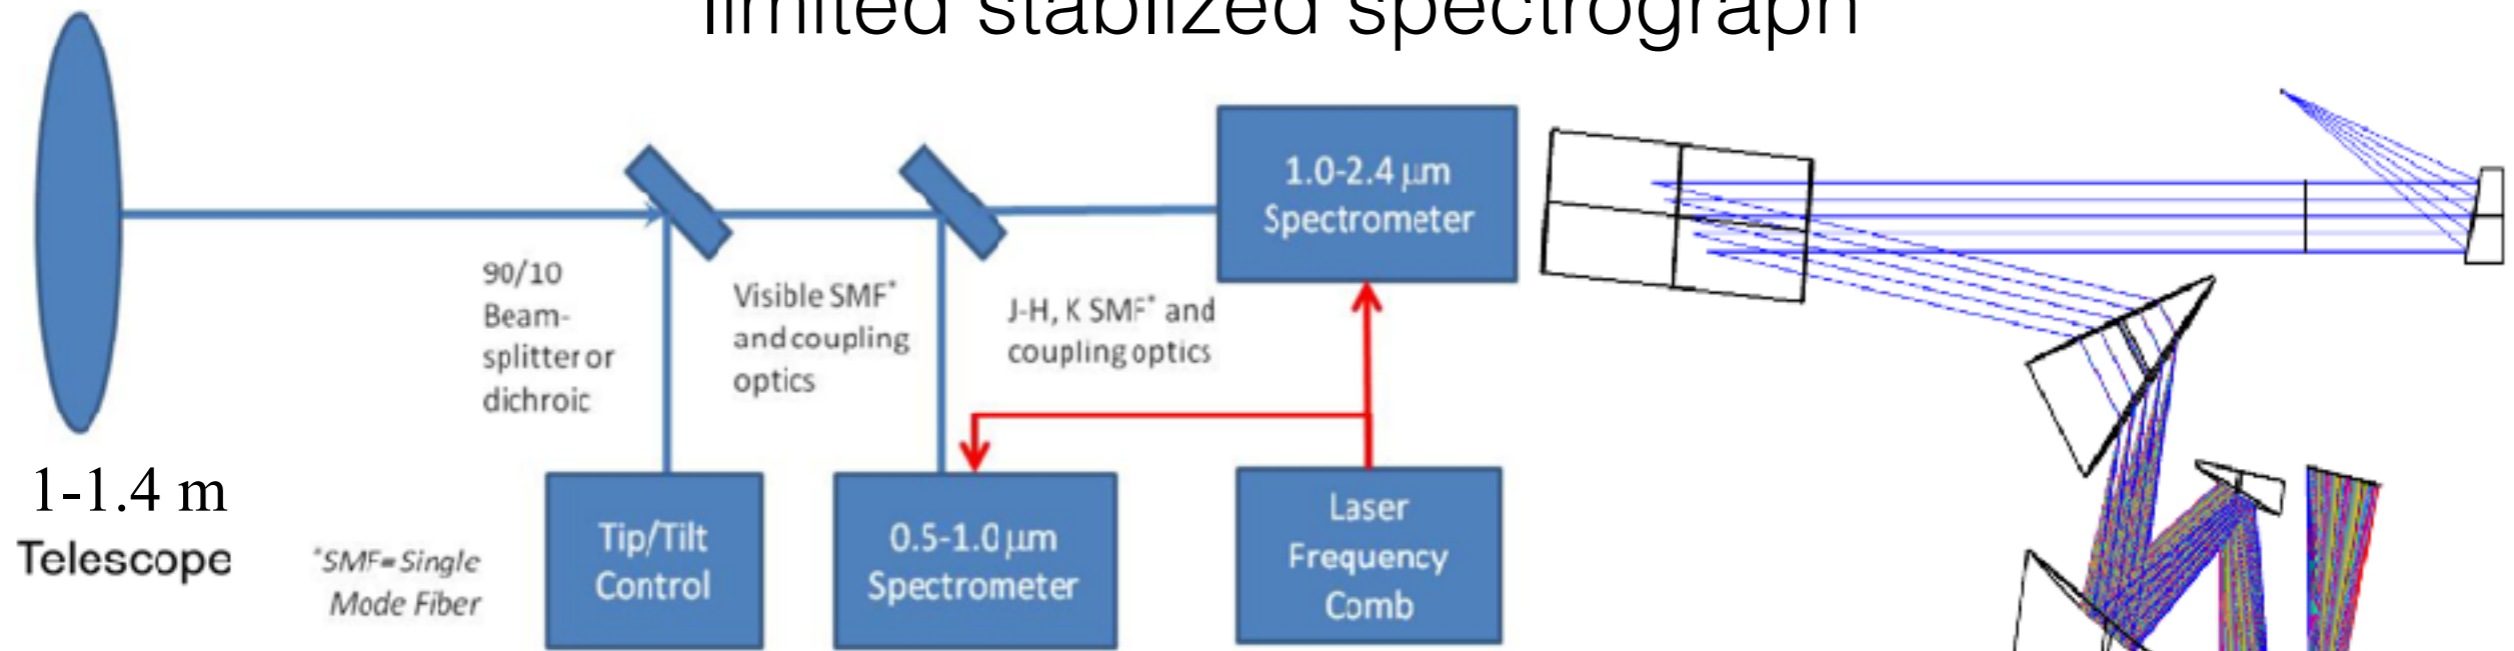 limited stablized spectrograph
1.0-2.4 μm
Spectrometer
90/10
Beam-
splitter or
dichroic
Visible SMF*
and coupling
optics
J-H, K SMF* and
coupling optics
1-1.4 m
Telescope
*SMF=Single
Mode Fiber
Tip/Tilt
Control
0.5-1.0 μm
Spectrometer
Laser
Frequency
Comb